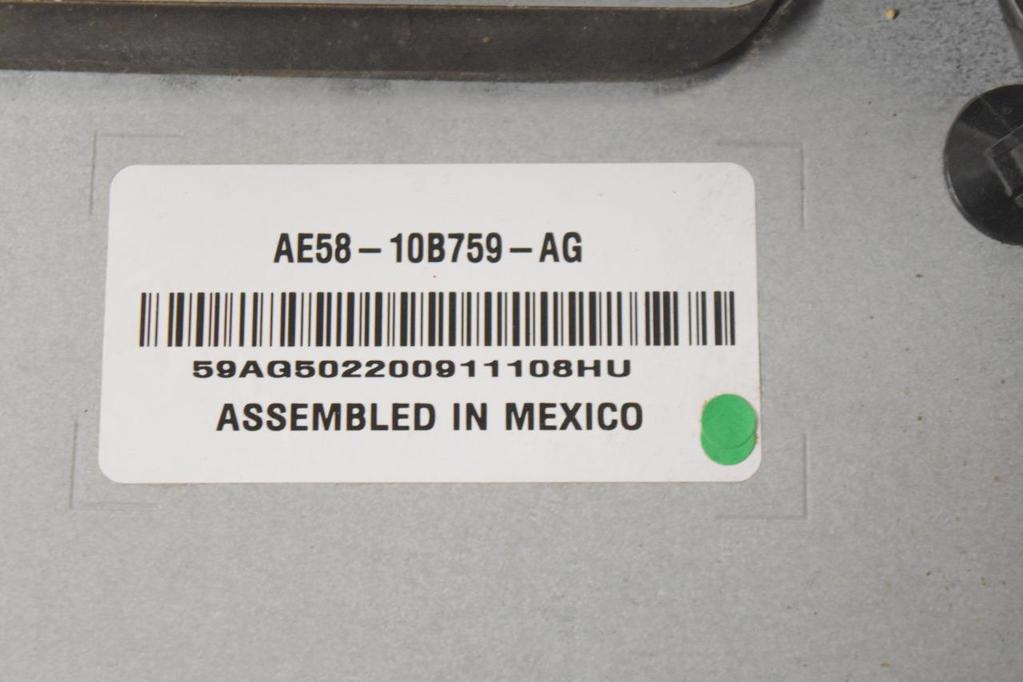 AE58-10B759-AG
59AG502200911108HU
ASSEMBLED IN MEXICO